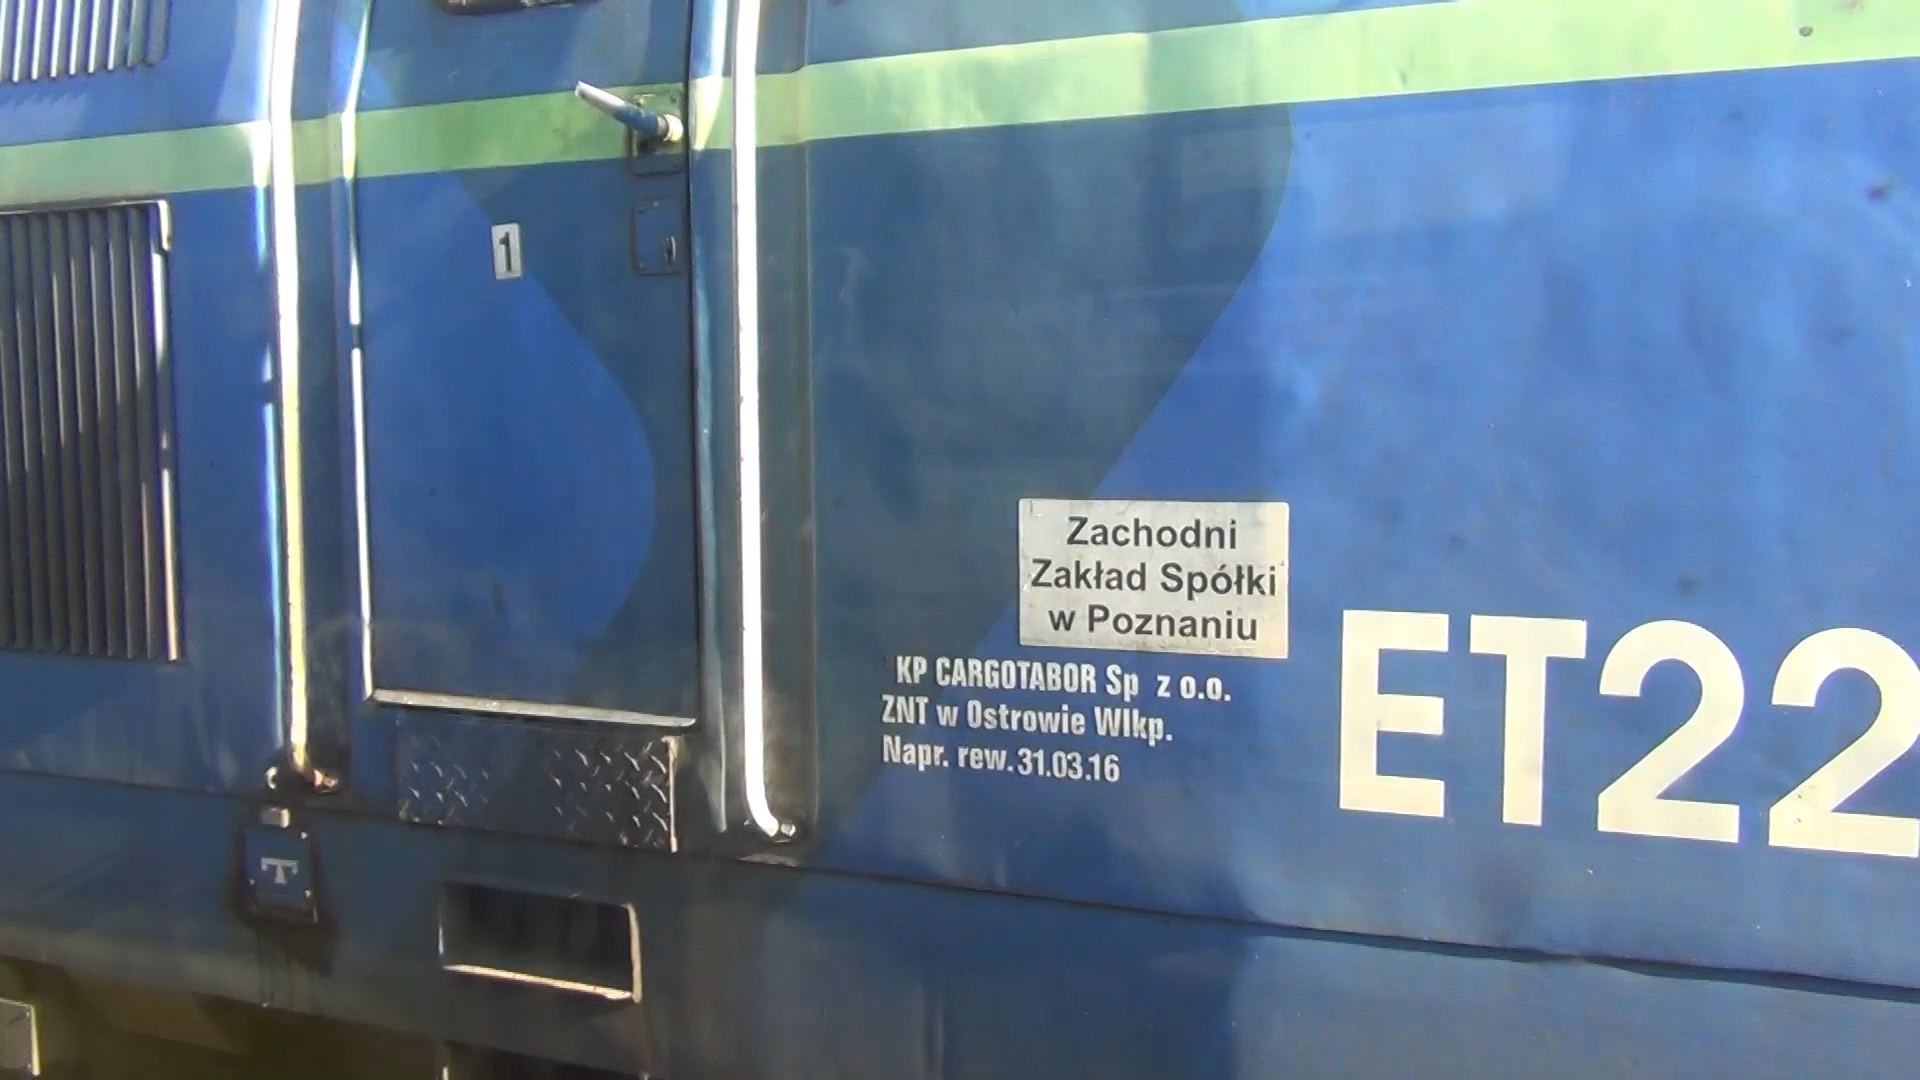 1
Zachodni
Zakład Spółki
w Poznaniu
KP CARGOTABOR Sp z o.o.
ZNT w Ostrowie Wlkp.
Napr. rew. 31.03.16
ET22